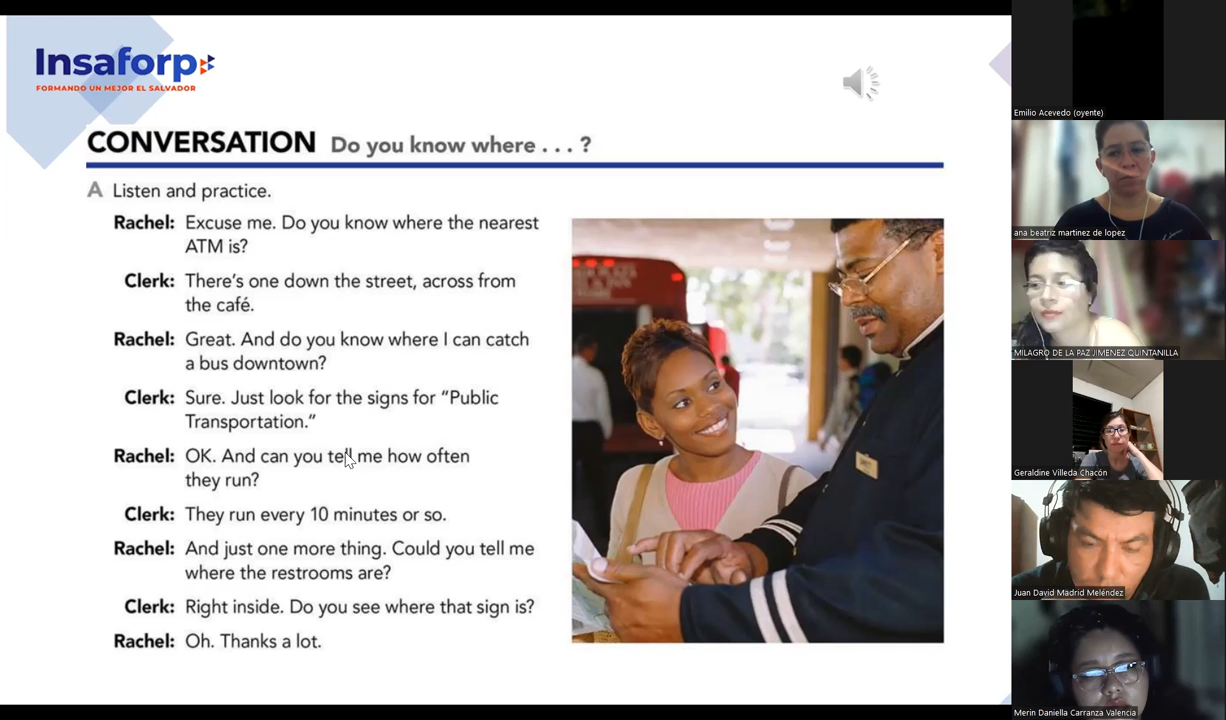 Insaforp
FORMANDO UN MEJOR EL SALVADOR
CONVERSATION Do you know where . . . ?
A Listen and practice.
Rachel: Excuse me. Do you know where the nearest
ATM is?
Clerk: There's one down the street, across from
the café.
Rachel: Great. And do you know where I can catch
a bus downtown?
Clerk: Sure. Just look for the signs for "Public
Transportation."
Rachel: OK. And can you tell me how often
they run?
Clerk: They run every 10 minutes or so.
Rachel: And just one more thing. Could you tell me
where the restrooms are?
Clerk: Right inside. Do you see where that sign is?
Rachel: Oh. Thanks a lot.
Emilio Acevedo (oyente)
ana beatriz martinez de lopez
MILAGRO DE LA PAZ JIMENEZ QUINTANILLA
Geraldine Villeda Chacón
Juan David Madrid Meléndez
Merin Daniella Carranza Valencia